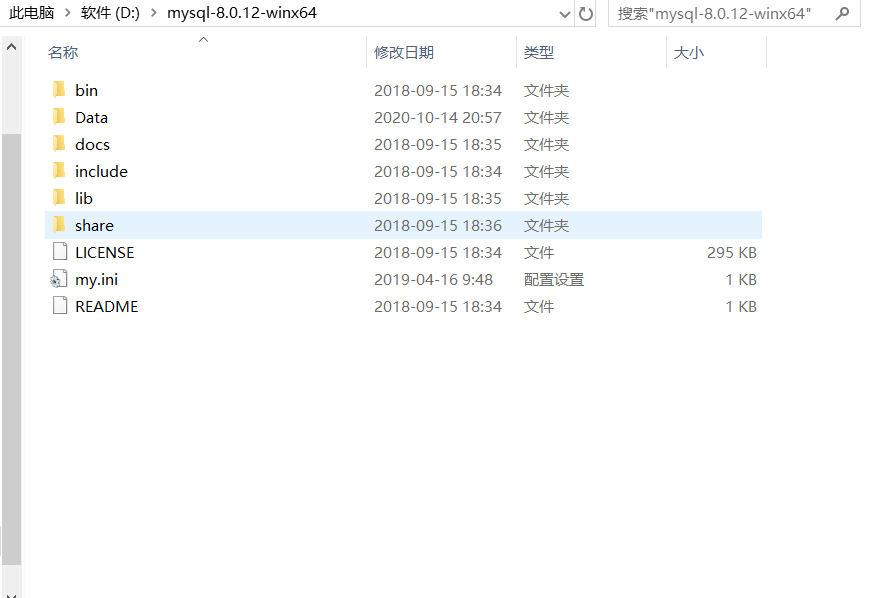 此电脑 > 软件 (D:) > mysql-8.0.12-winx64 搜索"mysql-8.0.12-winx64"
名称 修改日期 类型 大小
bin 2018-09-15 18:34 文件夹
Data 2020-10-14 20:57 文件夹
docs 2018-09-15 18:35 文件夹
include 2018-09-15 18:34 文件夹
lib 2018-09-15 18:35 文件夹
share 2018-09-15 18:36 文件夹
LICENSE 2018-09-15 18:34 文件 295 KB
my.ini 2019-04-16 9:48 配置设置 1 KB
README 2018-09-15 18:34 文件 1 KB